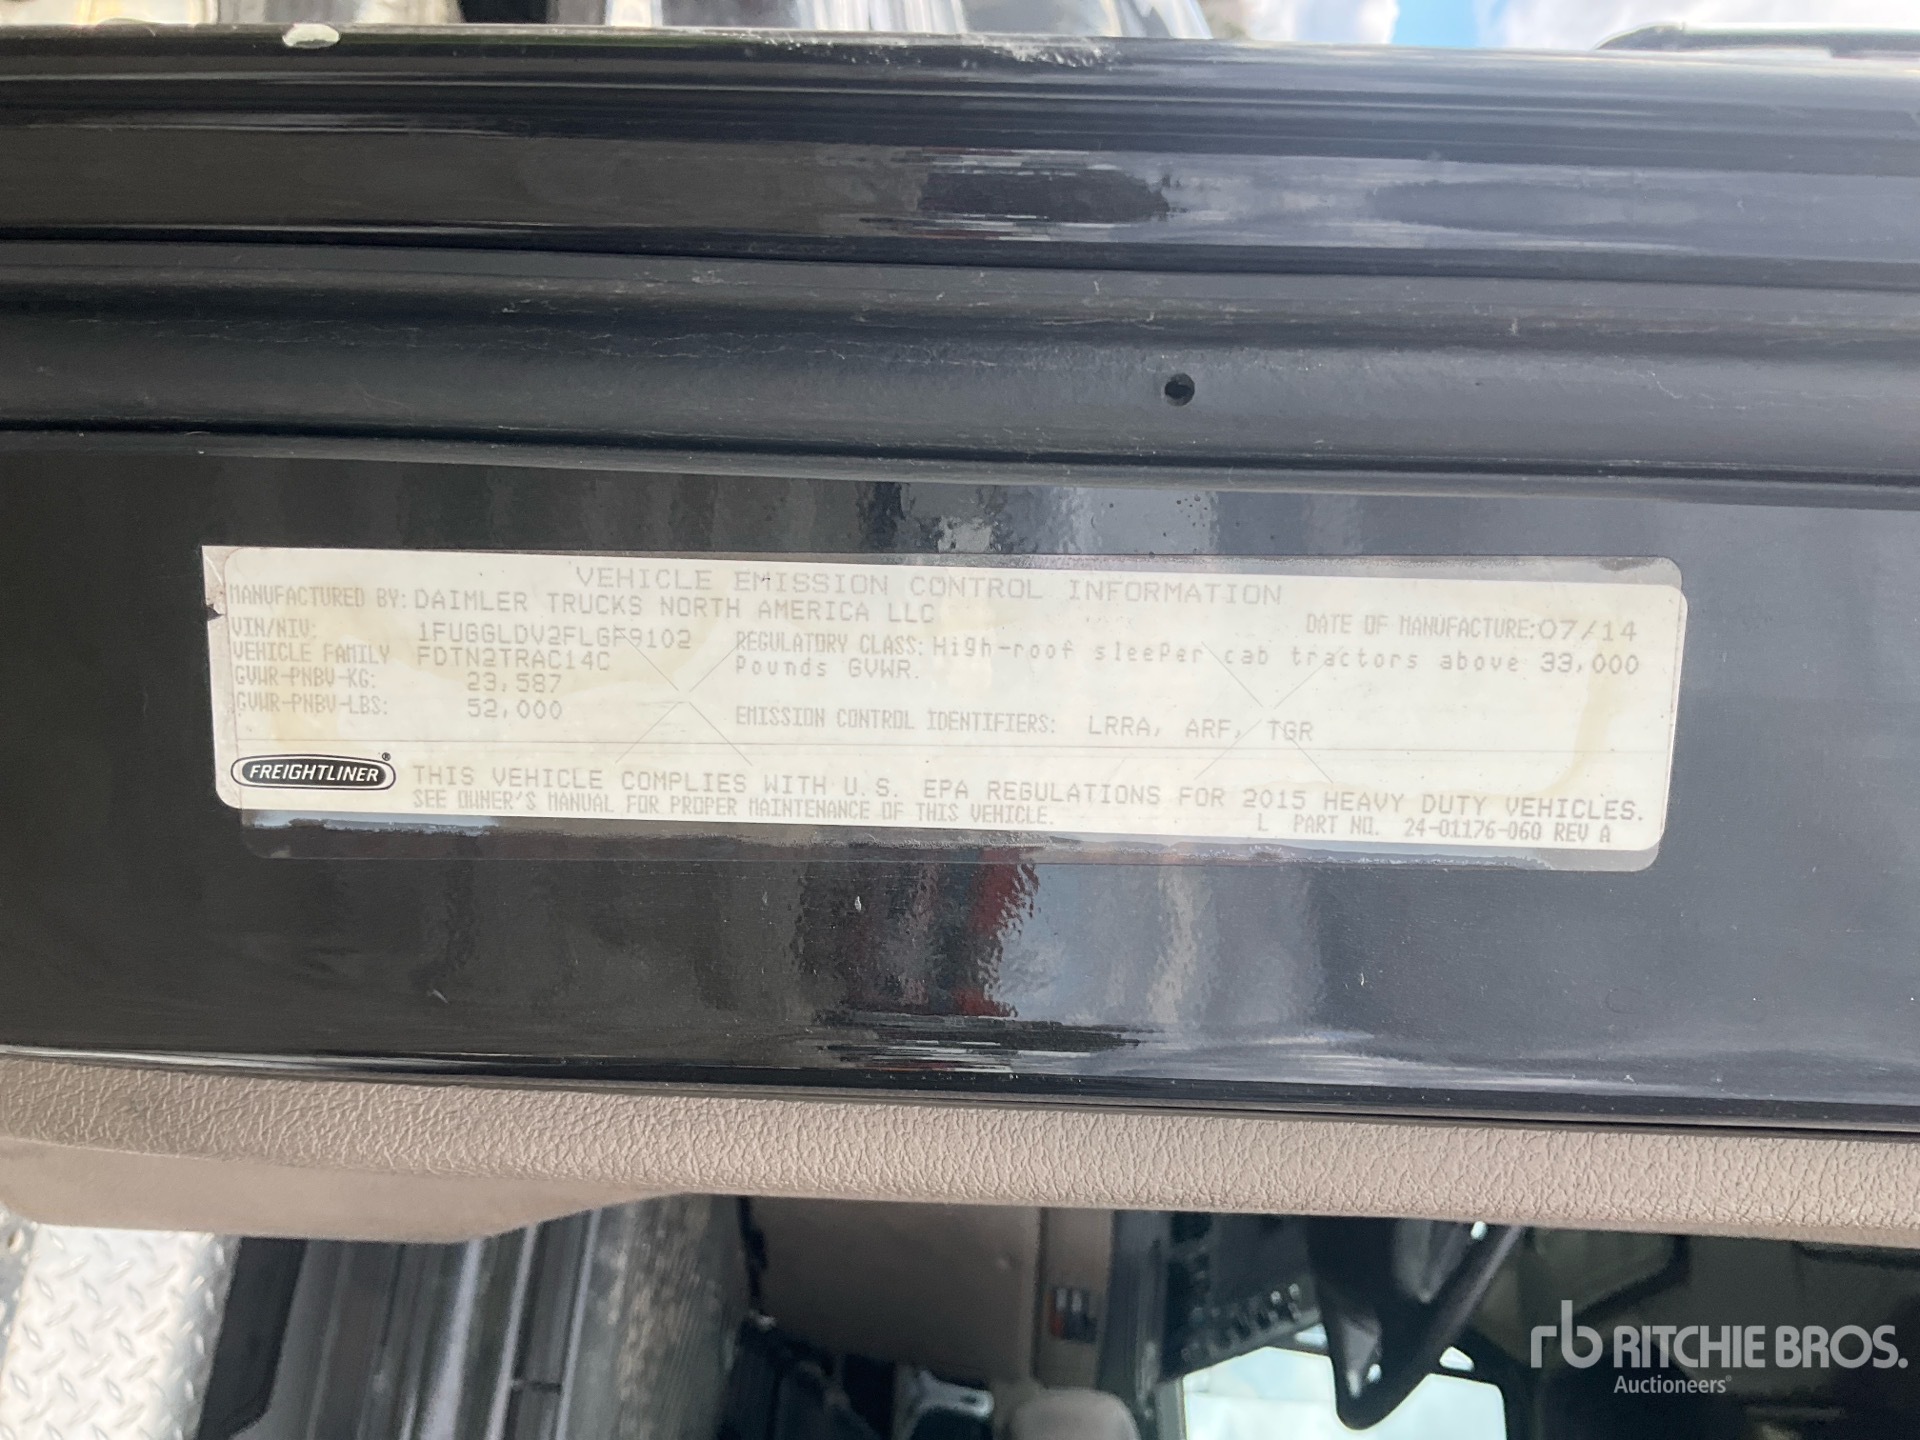 VEHICLE EMISSION CONTROL INFORMATION
MANUFACTURED BY: DAIMLER TRUCKS NORTH AMERICA LLC
DATE OF MANUFACTURE: 07/14
VIN/NIV: 1FUGGLDV2FLGF9102
VEHICLE FAMILY FDTN2TRAC14C
GVWR-PNBV-KG: 23,587
GVWR-PNBV-LBS: 52,000
REGULATORY CLASS: High-roof sleeper cab tractors above 33,000
Pounds GVWR.
EMISSION CONTROL IDENTIFIERS: LRRA, ARF, TGR
FREIGHTLINER®
THIS VEHICLE COMPLIES WITH U.S. EPA REGULATIONS FOR 2015 HEAVY DUTY VEHICLES.
SEE OWNER'S MANUAL FOR PROPER MAINTENANCE OF THIS VEHICLE.
L PART NO. 24-01176-060 REV A
rb RITCHIE BROS.
Auctioneers